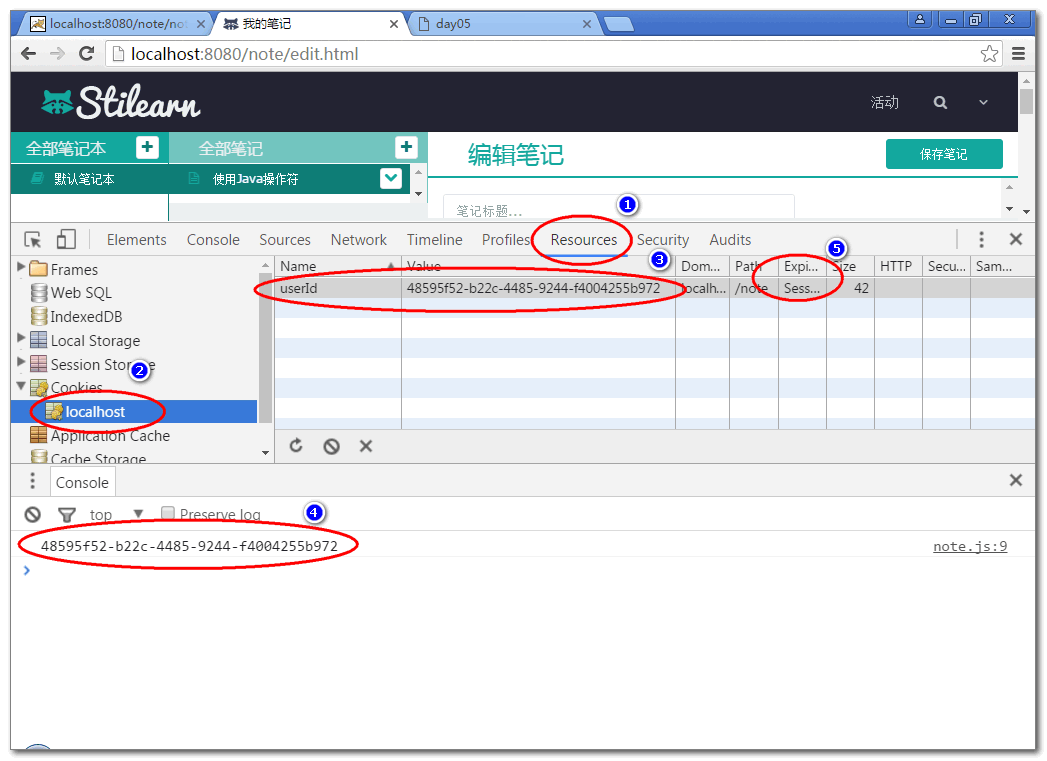 localhost:8080/note/not
我的笔记
day05
localhost:8080/note/edit.html
Stilearn
活动
全部笔记本
全部笔记
编辑笔记
保存笔记
默认笔记本
使用Java操作符
笔记标题...
1
Elements Console Sources Network Timeline Profiles Resources Security Audits
3
5
Frames
Web SQL
IndexedDB
Local Storage
Session Storage
2
Cookies
localhost
Application Cache
Cache Storage
Name Value Dom... Path Expi... Size HTTP Secu... Sam...
userId 48595f52-b22c-4485-9244-f4004255b972 localh... /note Sess... 42
Console
top Preserve log
4
48595f52-b22c-4485-9244-f4004255b972 note.js:9